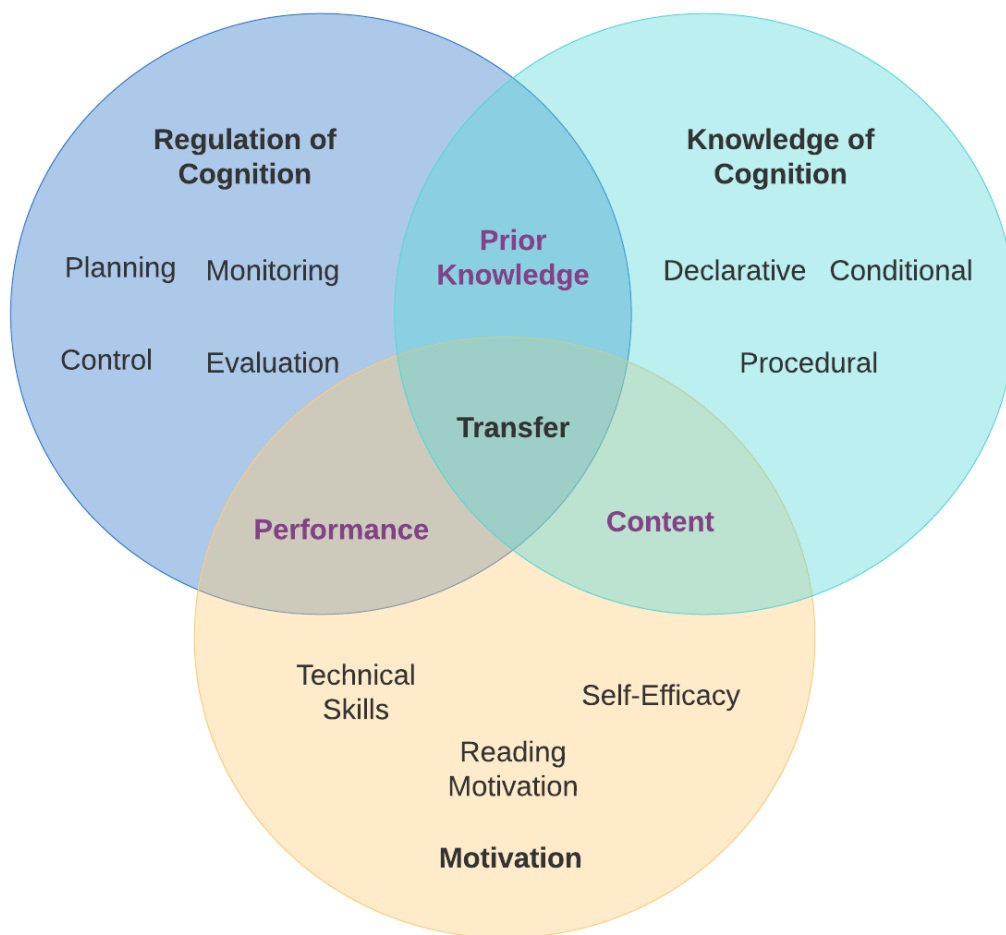 Regulation of
Cognition
Knowledge of
Cognition
Prior
Knowledge
Planning
Monitoring
Declarative
Conditional
Control
Evaluation
Procedural
Transfer
Performance
Content
Technical
Skills
Self-Efficacy
Reading
Motivation
Motivation